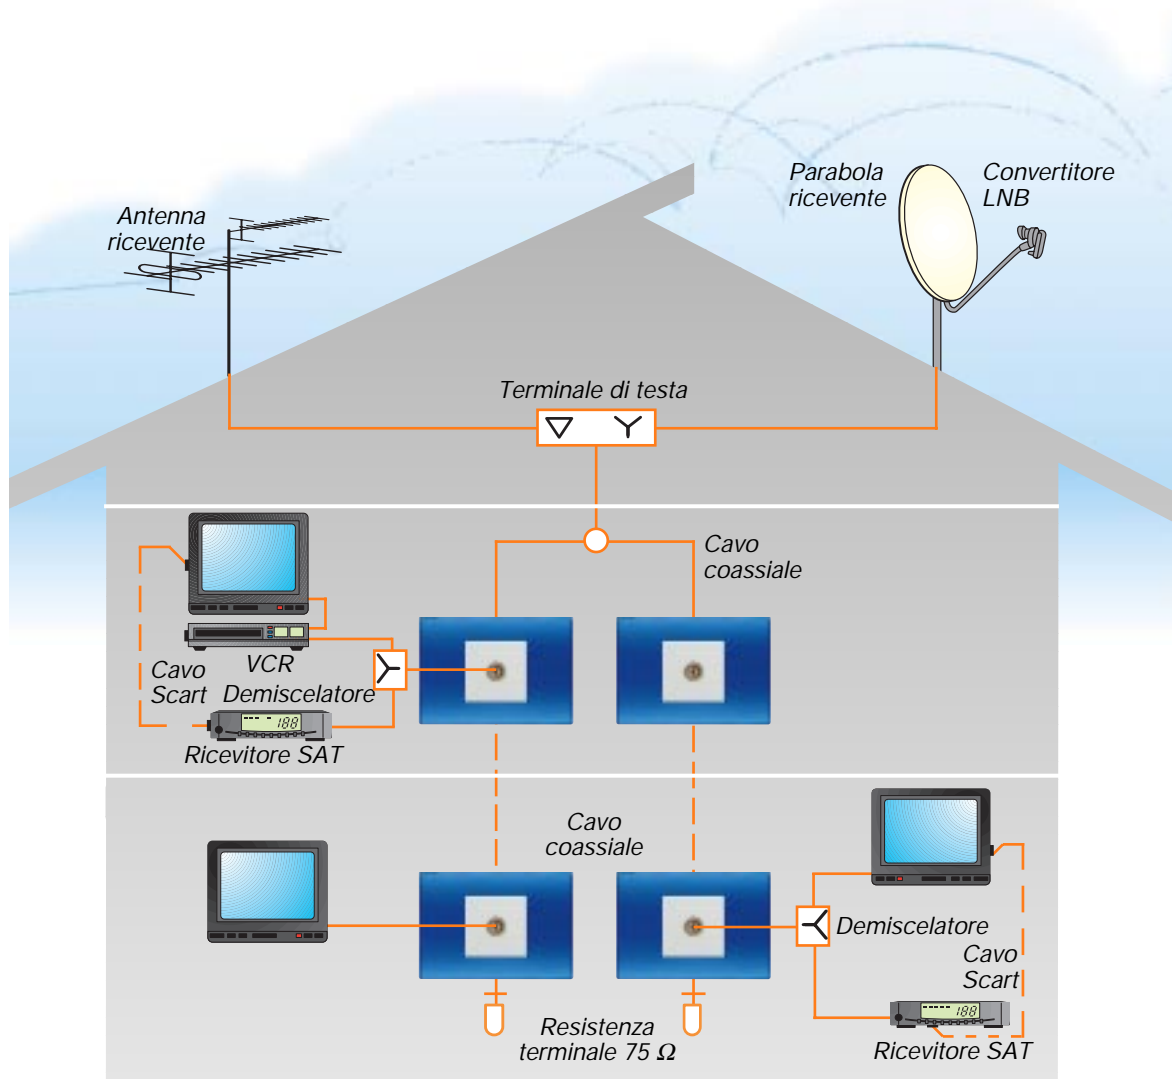 Parabola
ricevente
Convertitore
LNB
Antenna
ricevente
Terminale di testa
Cavo
coassiale
VCR
Cavo
Scart
Demiscelatore
188
Ricevitore SAT
Cavo
coassiale
Demiscelatore
Cavo
Scart
188
Resistenza
terminale 75 Ω
Ricevitore SAT